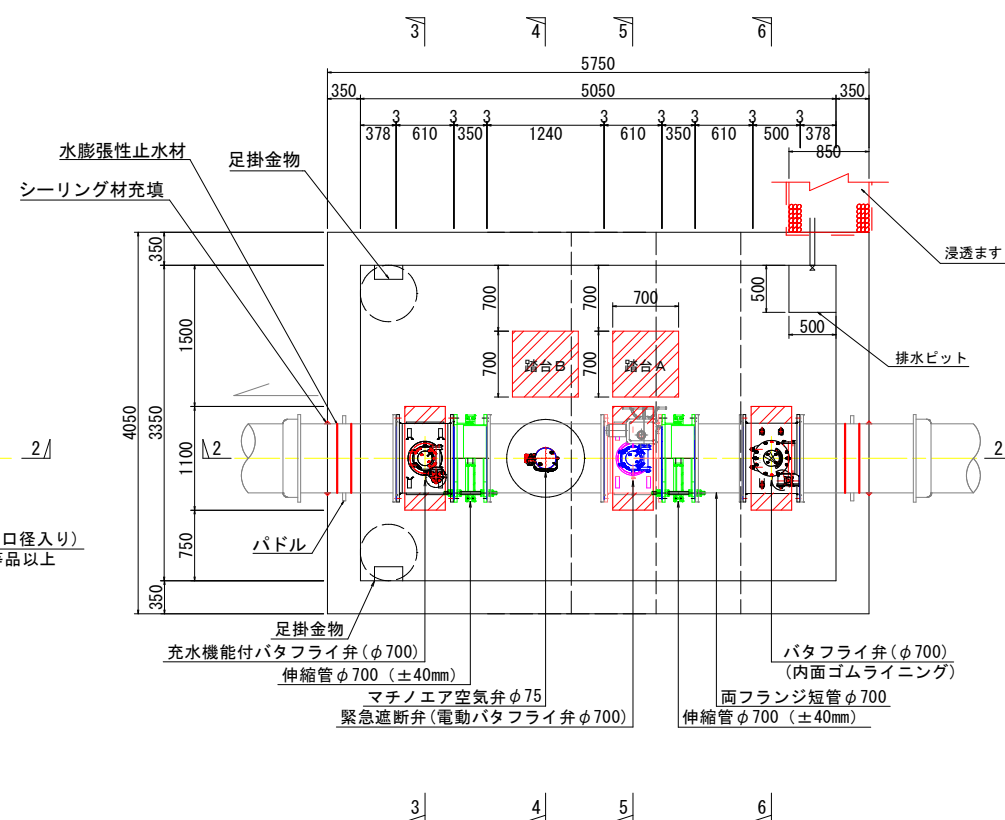 3 4 5 6
5750
350 5050 350
3 3 3 3 3 3 3 3
378 610 350 1240 610 350 610 500 378
850
水膨張性止水材
足掛金物
シーリング材充填
浸透ます
350
700 700 700 500
500
1500
700 700
踏台B 踏台A
排水ピット
4050 3350
2 2 2
1100
口径入り)
750
パドル
350
足掛金物
充水機能付バタフライ弁(φ700)
バタフライ弁(φ700)
伸縮管φ700 (±40mm)
(内面ゴムライニング)
マチノエア空気弁φ75
両フランジ短管φ700
緊急遮断弁(電動バタフライ弁φ700)
伸縮管φ700 (±40mm)
3 4 5 6